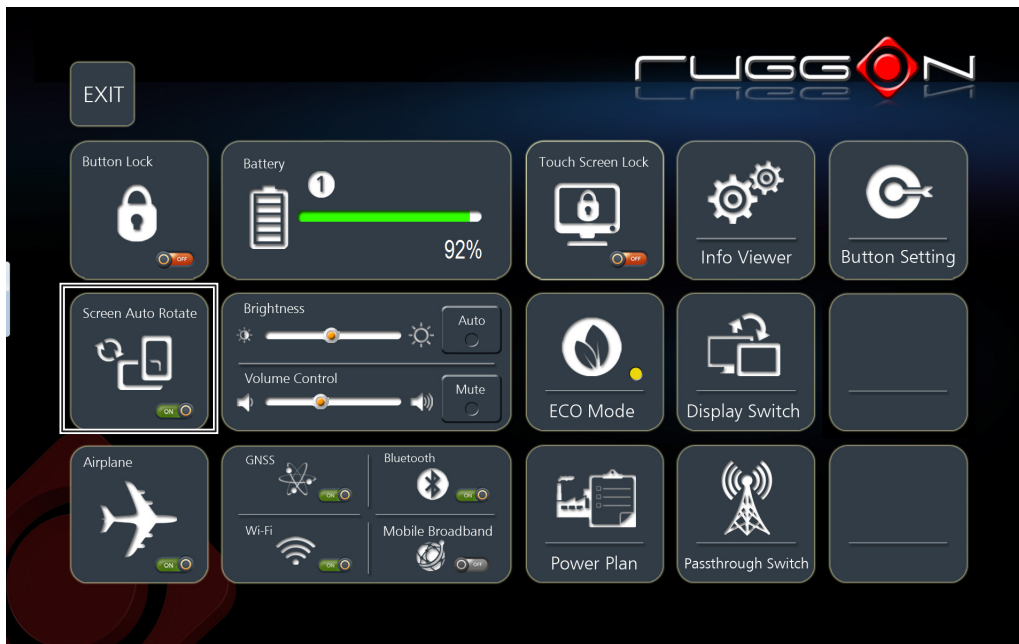 RUGGON
EXIT
Button Lock
OFF
Battery
1
92%
Touch Screen Lock
OFF
Info Viewer
Button Setting
Screen Auto Rotate
ON
Brightness
Auto
Volume Control
Mute
ECO Mode
Display Switch
Airplane
ON
GNSS
ON
Bluetooth
ON
Wi-Fi
ON
Mobile Broadband
OFF
Power Plan
Passthrough Switch